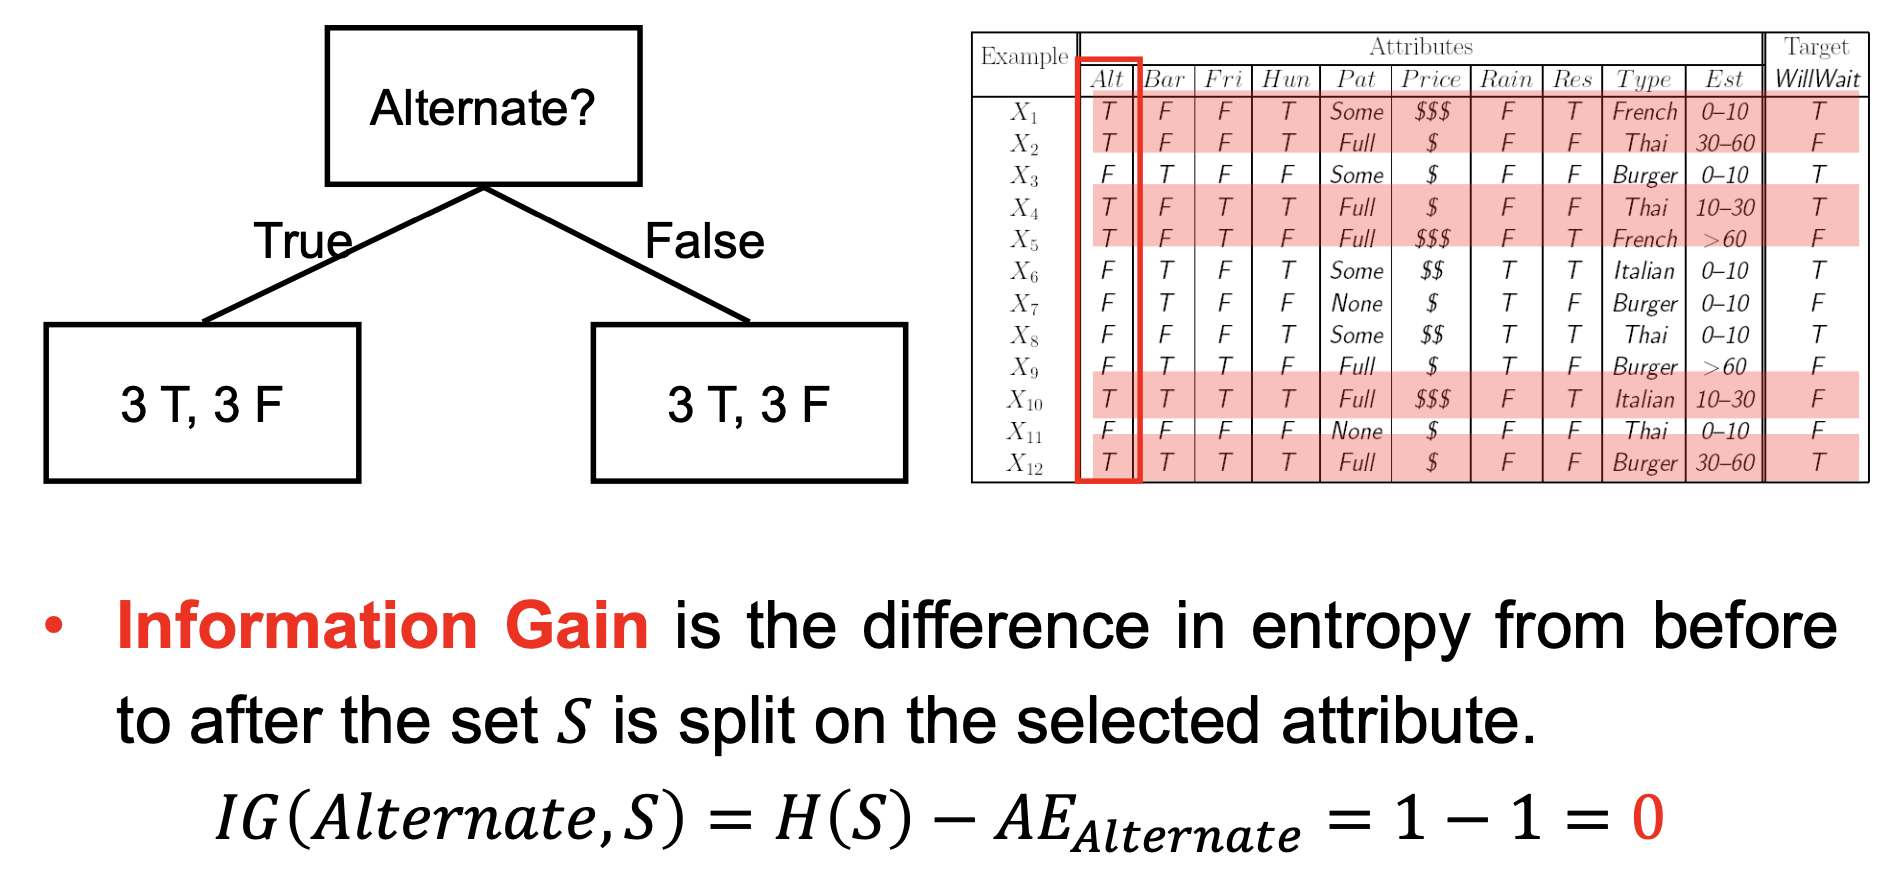 Alternate?
True
False
3 T, 3 F
3 T, 3 F
Example Attributes Target
Alt Bar Fri Hun Pat Price Rain Res Type Est WillWait
X₁ T F F T Some $$$ F T French 0–10 T
X₂ T F F T Full $ F F Thai 30–60 F
X₃ F T F F Some $ F F Burger 0–10 T
X₄ T F T T Full $ F F Thai 10–30 T
X₅ T F T F Full $$$ F T French >60 F
X₆ F T F T Some $$ T T Italian 0–10 T
X₇ F T F F None $ T F Burger 0–10 F
X₈ F F F T Some $$ T T Thai 0–10 T
X₉ F T T F Full $ T F Burger >60 F
X₁₀ T T T T Full $$$ F T Italian 10–30 F
X₁₁ F F F F None $ F F Thai 0–10 F
X₁₂ T T T T Full $ F F Burger 30–60 T
• Information Gain is the difference in entropy from before
to after the set S is split on the selected attribute.
IG(Alternate, S) = H(S) − AE_Alternate = 1 − 1 = 0